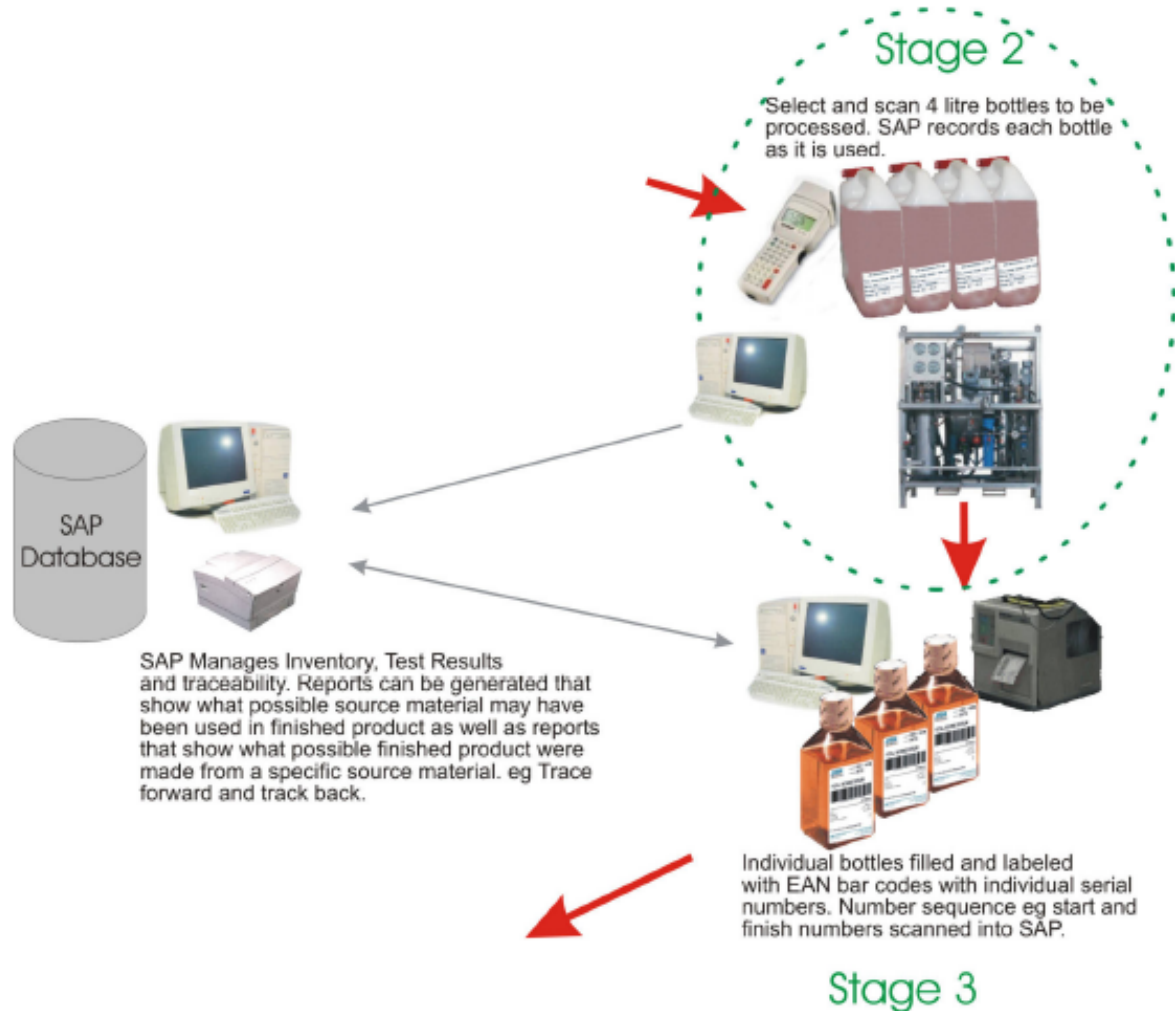 Stage 2
Select and scan 4 litre bottles to be
processed. SAP records each bottle
as it is used.
SAP
Database
SAP Manages Inventory, Test Results
and traceability. Reports can be generated that
show what possible source material may have
been used in finished product as well as reports
that show what possible finished product were
made from a specific source material. eg Trace
forward and track back.
Individual bottles filled and labeled
with EAN bar codes with individual serial
numbers. Number sequence eg start and
finish numbers scanned into SAP.
Stage 3